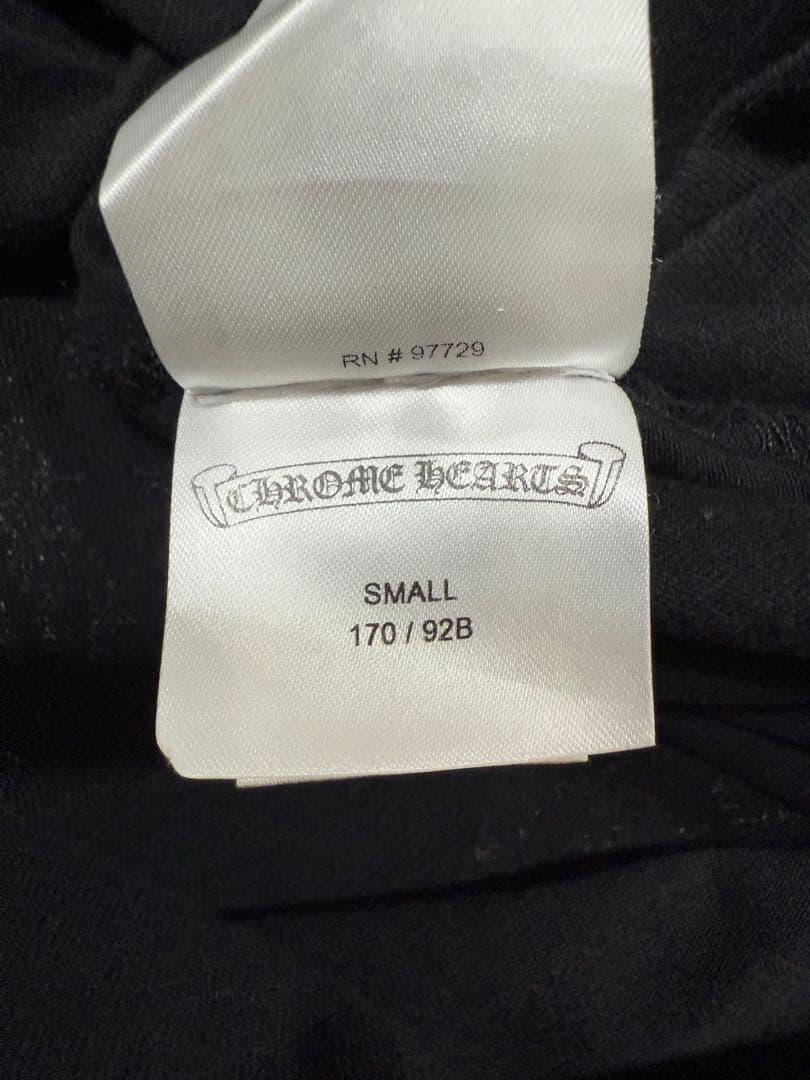 RN # 97729
CHROME HEARTS
SMALL
170 / 92B